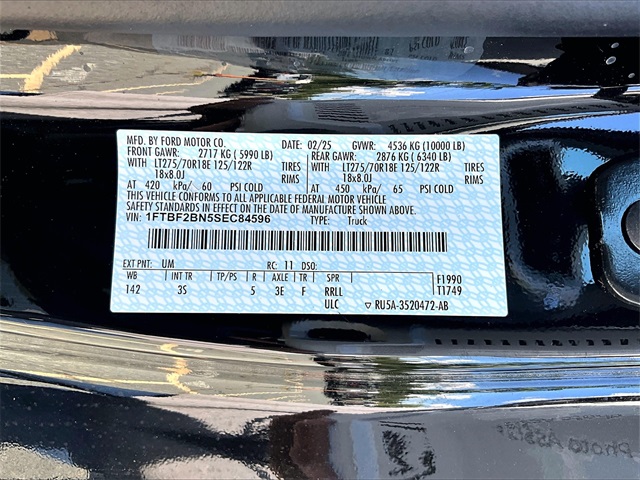 MFD. BY FORD MOTOR CO. DATE: 02/25 GVWR: 4536 KG (10000 LB)
FRONT GAWR: 2717 KG ( 5990 LB) REAR GAWR: 2876 KG ( 6340 LB)
WITH LT275/70R18E 125/122R TIRES WITH LT275/70R18E 125/122R TIRES
18x8.0J RIMS 18x8.0J RIMS
AT 420 kPa/ 60 PSI COLD AT 450 kPa/ 65 PSI COLD
THIS VEHICLE CONFORMS TO ALL APPLICABLE FEDERAL MOTOR VEHICLE
SAFETY STANDARDS IN EFFECT ON THE DATE OF MANUFACTURE SHOWN ABOVE.
VIN: 1FTBF2BN5SEC84596 TYPE: Truck
EXT PNT: UM RC: 11 DSO:
WB INT TR TP/PS R AXLE TR SPR F1990
142 3S 5 3E F RRLL T1749
ULC ▽ RU5A-3520472-AB
Photo